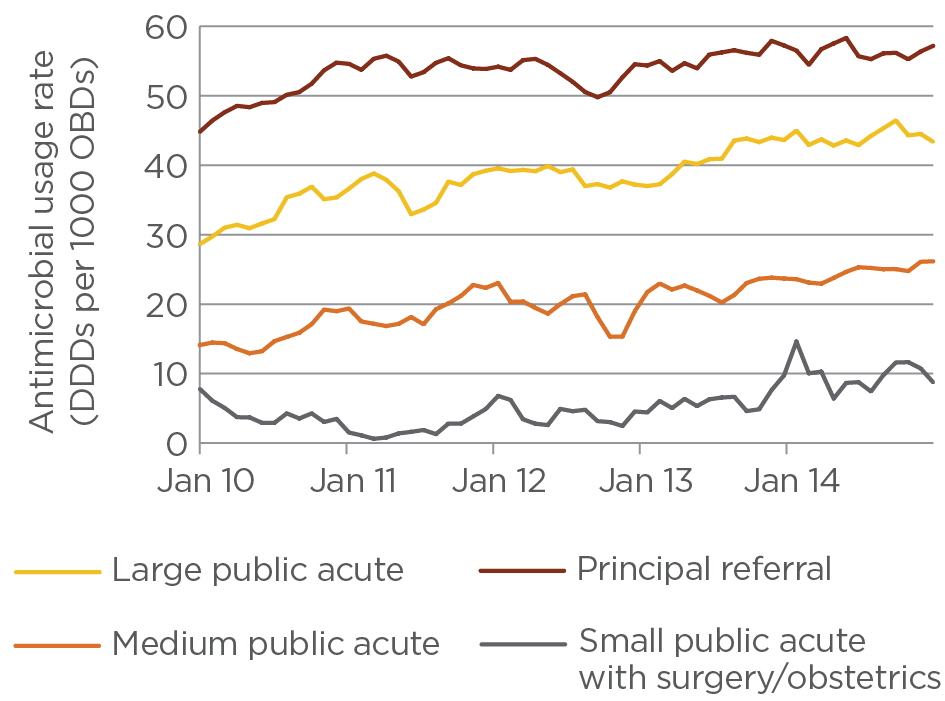 Antimicrobial usage rate
(DDDs per 1000 OBDs)
60
50
40
30
20
10
0
Jan 10
Jan 11
Jan 12
Jan 13
Jan 14
Large public acute
Principal referral
Medium public acute
Small public acute
with surgery/obstetrics